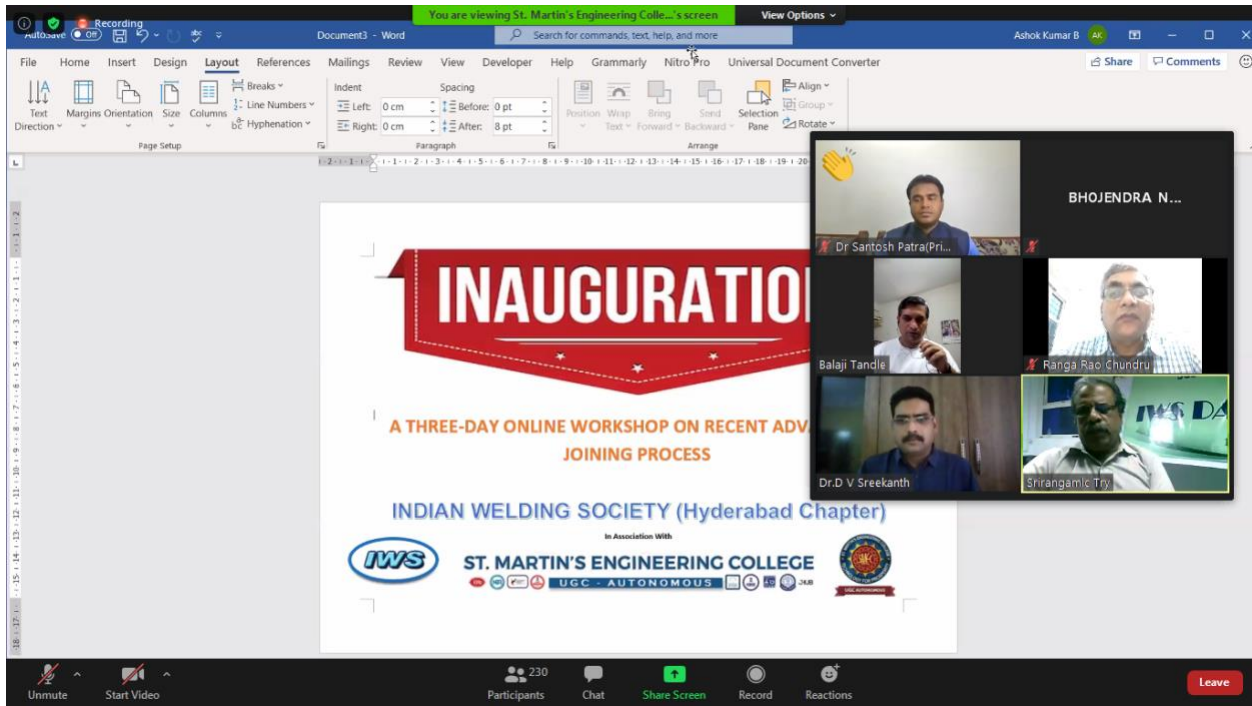 Recording
You are viewing St. Martin's Engineering Colle...'s screen
View Options
AutoSave Off
Document3 - Word
Search for commands, text, help, and more
Ashok Kumar B AK
File Home Insert Design Layout References Mailings Review View Developer Help Grammarly Nitro Pro Universal Document Converter
Share Comments
Text Direction
Margins
Orientation
Size
Columns
Breaks
Line Numbers
Hyphenation
Page Setup
Indent
Left: 0 cm
Right: 0 cm
Spacing
Before: 0 pt
After: 8 pt
Paragraph
Position
Wrap Text
Bring Forward
Send Backward
Selection Pane
Align
Group
Rotate
Arrange
INAUGURATIO
A THREE-DAY ONLINE WORKSHOP ON RECENT ADV
JOINING PROCESS
INDIAN WELDING SOCIETY (Hyderabad Chapter)
In Association With
IWS
ST. MARTIN'S ENGINEERING COLLEGE
UGC - AUTONOMOUS
UGC AUTONOMOUS
Dr Santosh Patra(Pri...
BHOJENDRA N...
Balaji Tandle
Ranga Rao Chundru
Dr.D V Sreekanth
IWS DA
Srirangamic Try
Unmute
Start Video
230
Participants
Chat
Share Screen
Record
Reactions
Leave